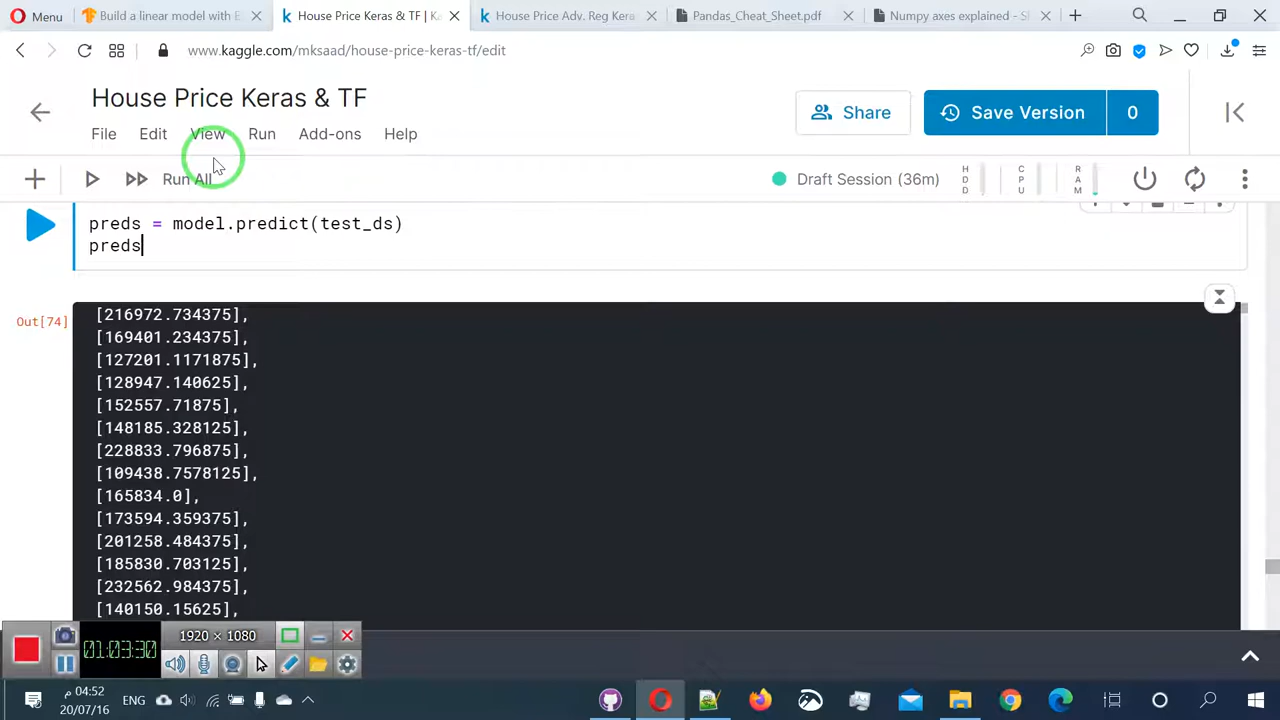 Menu
Build a linear model with E
House Price Keras & TF | K
House Price Adv. Reg Kera
Pandas_Cheat_Sheet.pdf
Numpy axes explained - S
www.kaggle.com/mksaad/house-price-keras-tf/edit
House Price Keras & TF
File Edit View Run Add-ons Help
Share
Save Version 0
Run All
Draft Session (36m)
HDD
CPU
RAM
preds = model.predict(test_ds)
preds
Out[74]
[216972.734375],
[169401.234375],
[127201.1171875],
[128947.140625],
[152557.71875],
[148185.328125],
[228833.796875],
[109438.7578125],
[165834.0],
[173594.359375],
[201258.484375],
[185830.703125],
[232562.984375],
[140150.15625],
1920 × 1080
01:03:30
04:52 م
ENG
20/07/16